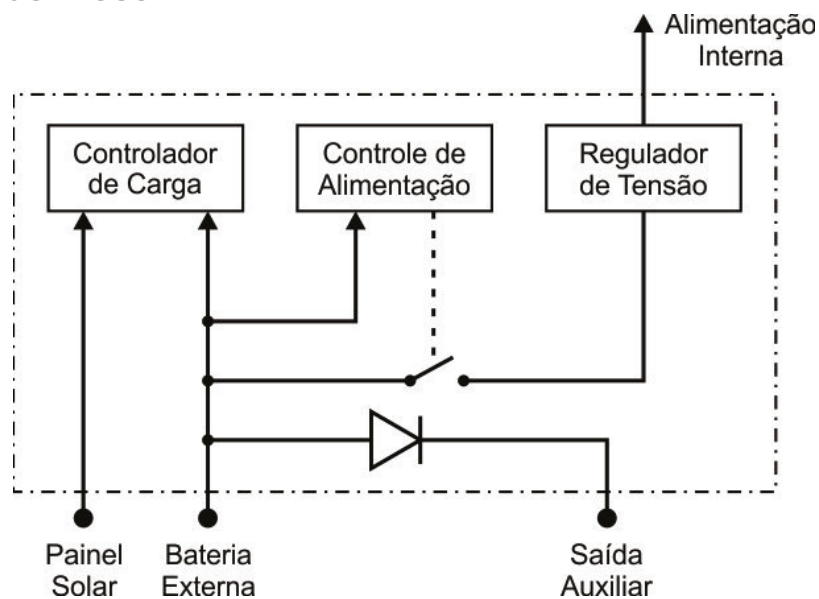 Alimentação
Interna
Controlador
de Carga
Controle de
Alimentação
Regulador
de Tensão
Painel
Solar
Bateria
Externa
Saída
Auxiliar